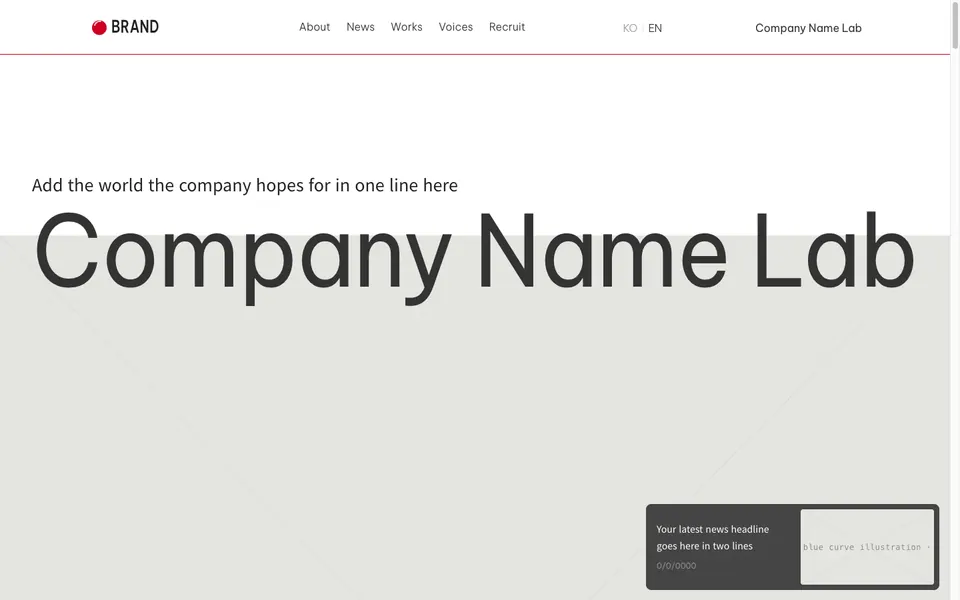 BRAND
About
News
Works
Voices
Recruit
KO
EN
Company Name Lab
Add the world the company hopes for in one line here
Company Name Lab
Your latest news headline
goes here in two lines
0/0/0000
blue curve illustration ·